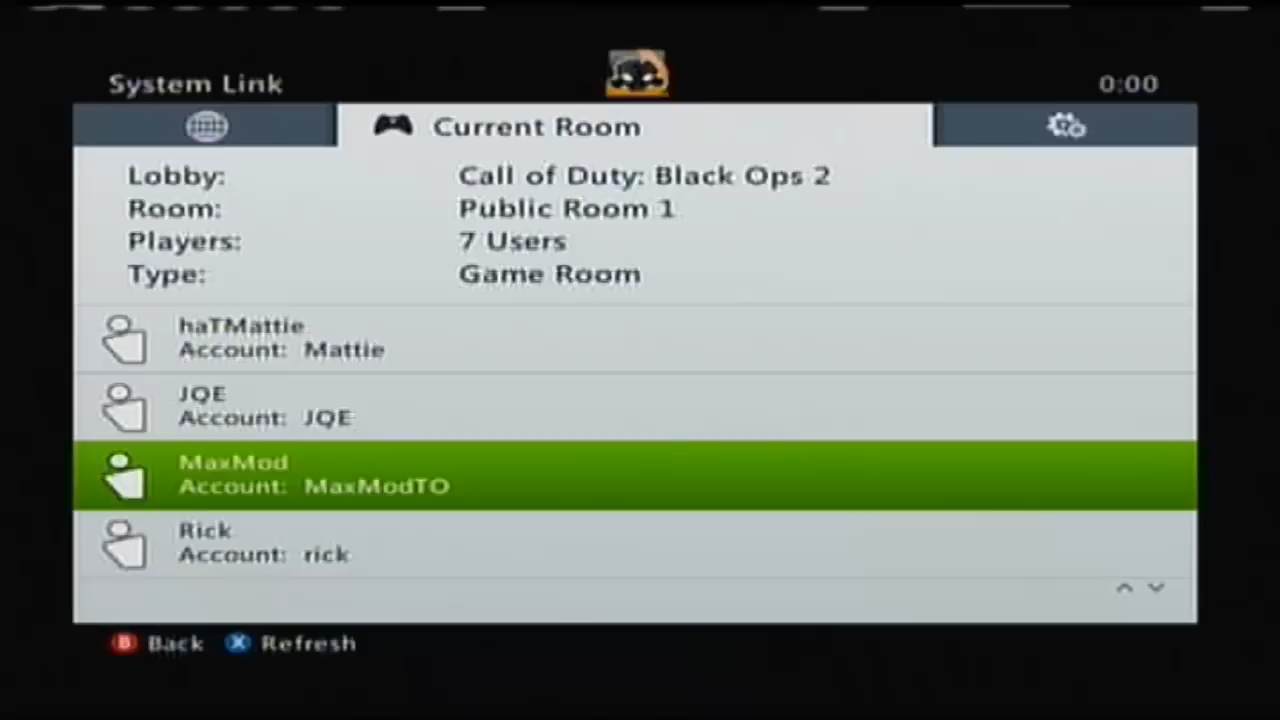 System Link
0:00
Current Room
Lobby: Call of Duty: Black Ops 2
Room: Public Room 1
Players: 7 Users
Type: Game Room
haTMattie
Account: Mattie
JQE
Account: JQE
MaxMod
Account: MaxModTO
Rick
Account: rick
B Back X Refresh